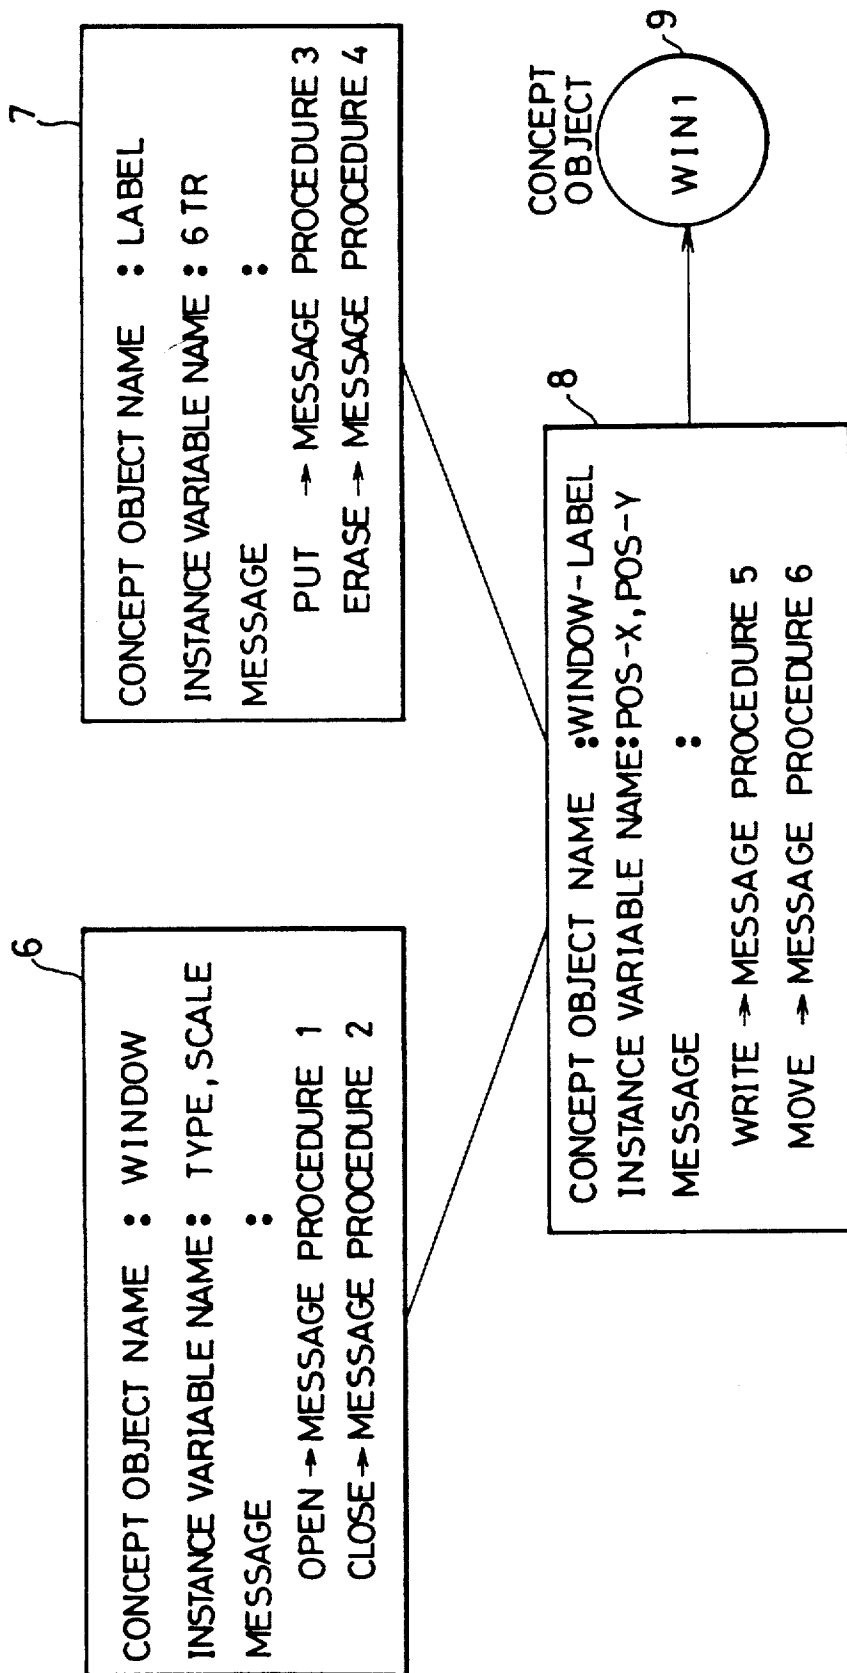 6
CONCEPT OBJECT NAME : WINDOW
INSTANCE VARIABLE NAME : TYPE, SCALE
MESSAGE :
OPEN → MESSAGE PROCEDURE 1
CLOSE → MESSAGE PROCEDURE 2
7
CONCEPT OBJECT NAME : LABEL
INSTANCE VARIABLE NAME : 6 TR
MESSAGE :
PUT → MESSAGE PROCEDURE 3
ERASE → MESSAGE PROCEDURE 4
8
CONCEPT OBJECT NAME :WINDOW-LABEL
INSTANCE VARIABLE NAME:POS-X, POS-Y
MESSAGE :
WRITE → MESSAGE PROCEDURE 5
MOVE → MESSAGE PROCEDURE 6
CONCEPT
OBJECT
9
WIN1